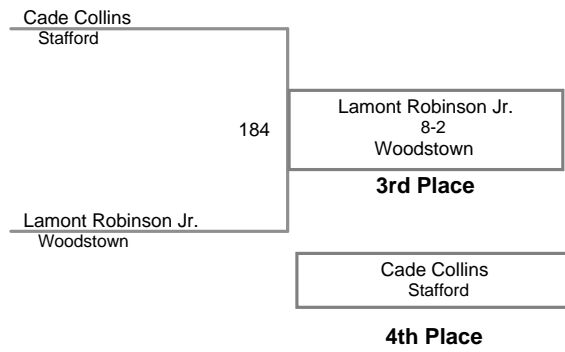 Cade Collins
Stafford
184
Lamont Robinson Jr.
8-2
Woodstown
3rd Place
Lamont Robinson Jr.
Woodstown
Cade Collins
Stafford
4th Place